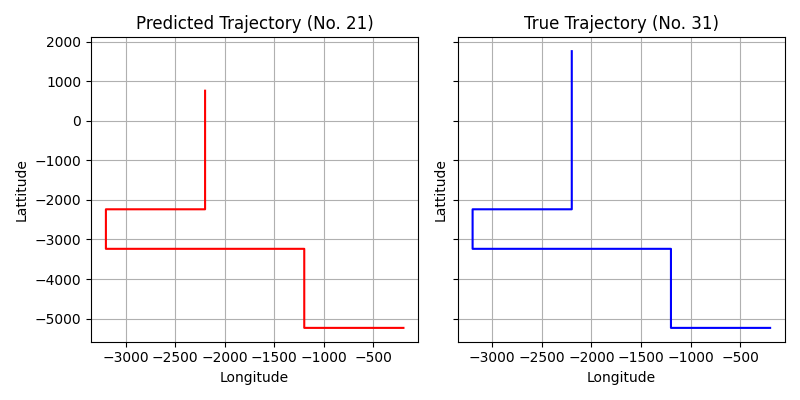 Predicted Trajectory (No. 21)
True Trajectory (No. 31)
2000
1000
0
−1000
−2000
−3000
−4000
−5000
Lattitude
Lattitude
−3000 −2500 −2000 −1500 −1000 −500
−3000 −2500 −2000 −1500 −1000 −500
Longitude
Longitude